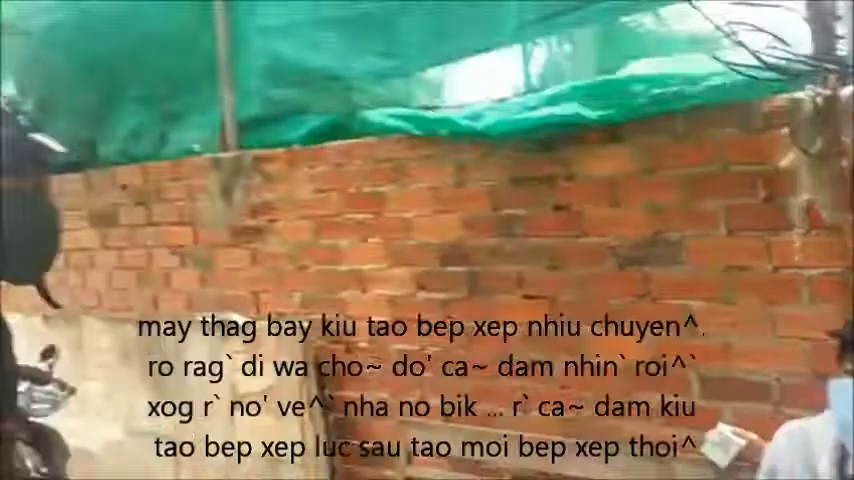 may thag bay kiu tao bep xep nhiu chuyen^.
ro rag` di wa cho~ do' ca~ dam nhin` roi^`
xog r` no' ve^` nha no bik ... r` ca~ dam kiu
tao bep xep luc sau tao moi bep xep thoi^